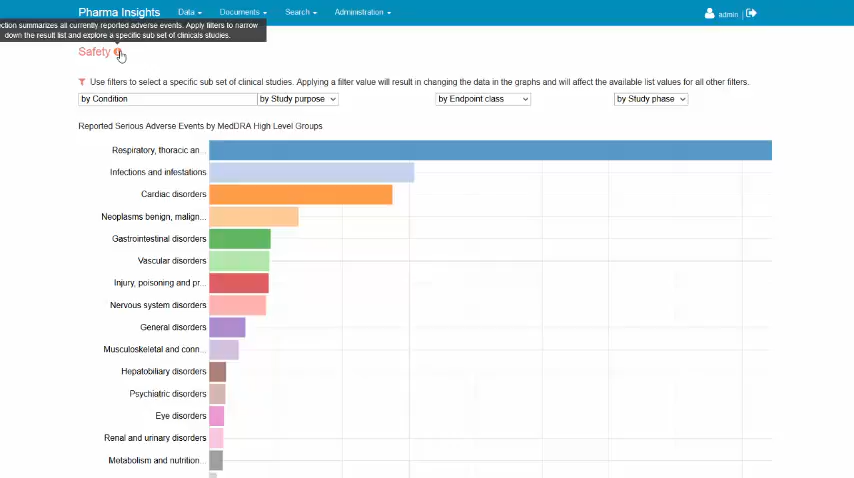 Pharma Insights
Data
Documents
Search
Administration
admin
ction summarizes all currently reported adverse events. Apply filters to narrow
down the result list and explore a specific sub set of clinicals studies.
Safety
Use filters to select a specific sub set of clinical studies. Applying a filter value will result in changing the data in the graphs and will affect the available list values for all other filters.
by Condition
by Study purpose
by Endpoint class
by Study phase
Reported Serious Adverse Events by MedDRA High Level Groups
Respiratory, thoracic an...
Infections and infestations
Cardiac disorders
Neoplasms benign, malign...
Gastrointestinal disorders
Vascular disorders
Injury, poisoning and pr...
Nervous system disorders
General disorders
Musculoskeletal and conn...
Hepatobiliary disorders
Psychiatric disorders
Eye disorders
Renal and urinary disorders
Metabolism and nutrition...